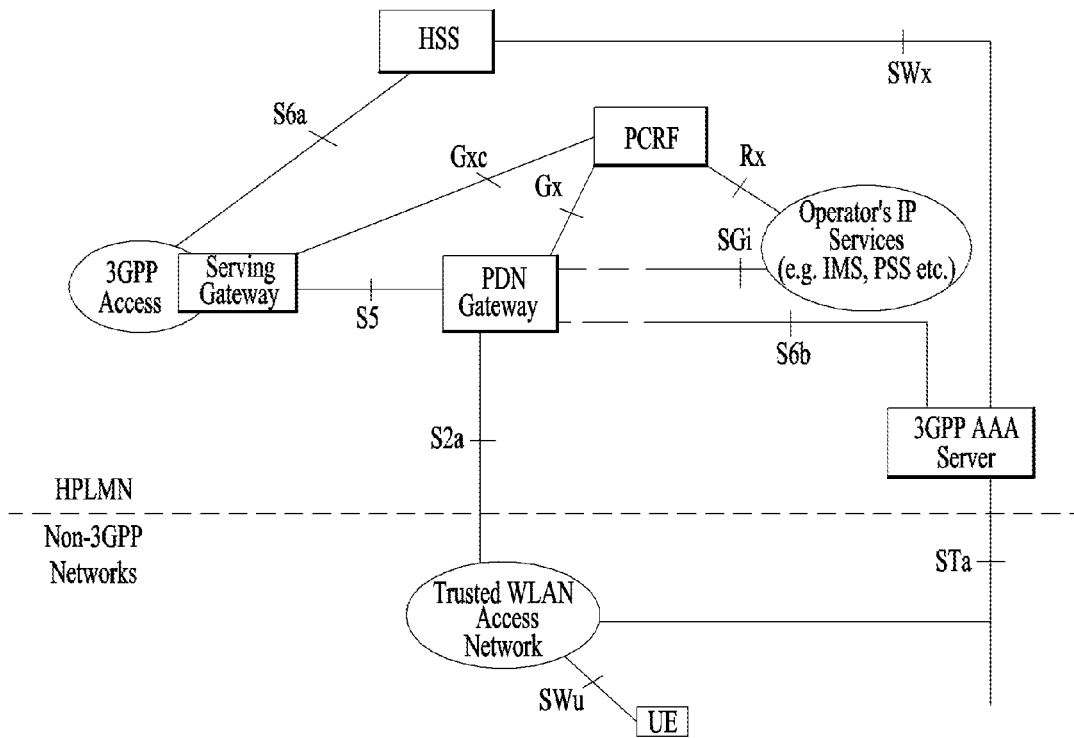 HSS
SWx
S6a
PCRF
Gxc
Rx
Gx
Operator's IP
Services
(e.g. IMS, PSS etc.)
SGi
3GPP
Access
Serving
Gateway
PDN
Gateway
S5
S6b
S2a
3GPP AAA
Server
HPLMN
Non-3GPP
Networks
STa
Trusted WLAN
Access
Network
SWu
UE